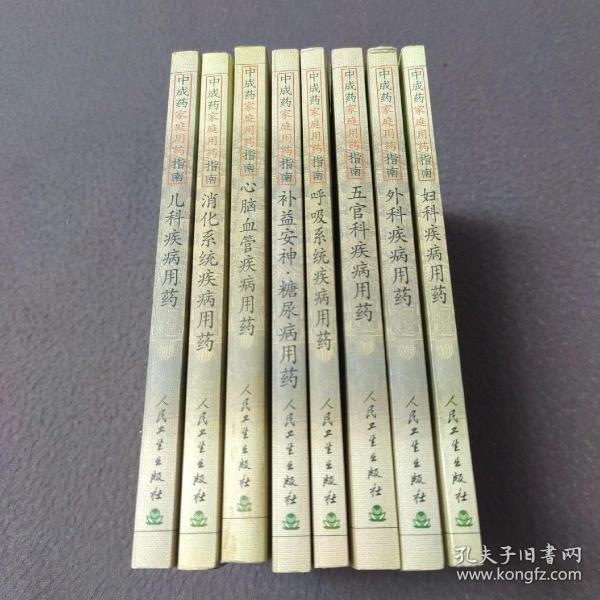 中成药家庭用药指南
儿科疾病用药
人民卫生出版社
中成药家庭用药指南
消化系统疾病用药
人民卫生出版社
中成药家庭用药指南
心脑血管疾病用药
人民卫生出版社
中成药家庭用药指南
补益安神·糖尿病用药
人民卫生出版社
中成药家庭用药指南
呼吸系统疾病用药
人民卫生出版社
中成药家庭用药指南
五官科疾病用药
人民卫生出版社
中成药家庭用药指南
外科疾病用药
人民卫生出版社
中成药家庭用药指南
妇科疾病用药
人民卫生出版社
孔夫子旧书网
www.kongfz.com